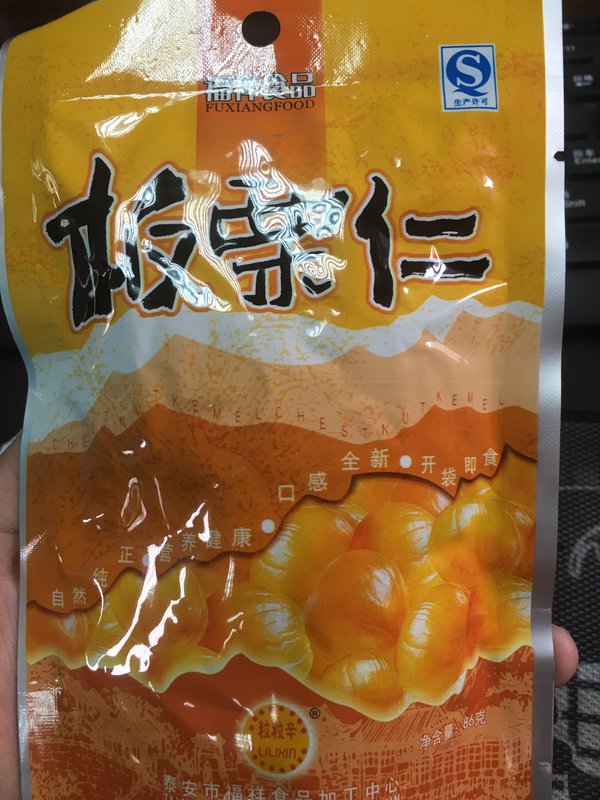 福祥食品
FUXIANGFOOD
生产许可
板栗仁
CHESTNUTKEMELCHESTNUTKEMEL
自然纯正·营养健康
口感全新·开袋即食
粒粒辛
LILIXIN
®
净含量:86克
泰安市福祥食品加工中心